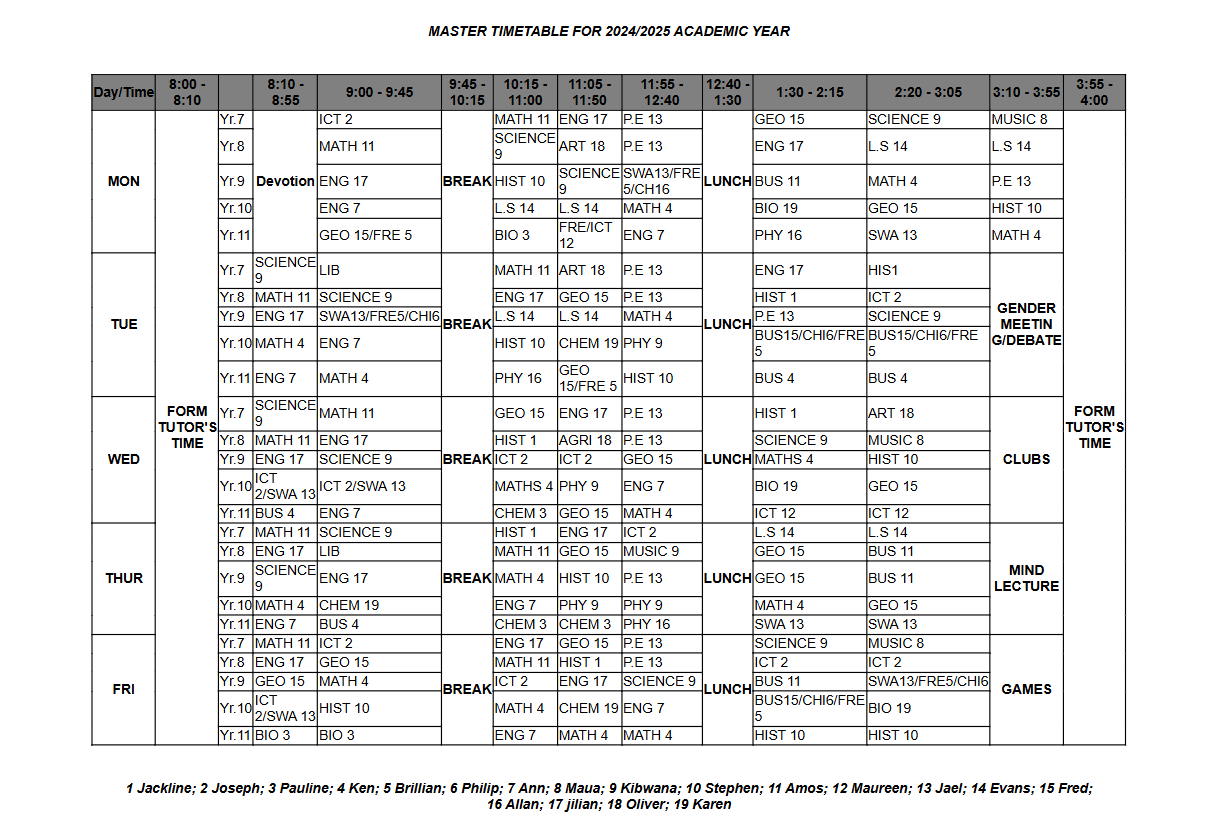 MASTER TIMETABLE FOR 2024/2025 ACADEMIC YEAR
Day/Time 8:00 - 8:10 8:10 - 8:55 9:00 - 9:45 9:45 - 10:15 10:15 - 11:00 11:05 - 11:50 11:55 - 12:40 12:40 - 1:30 1:30 - 2:15 2:20 - 3:05 3:10 - 3:55 3:55 - 4:00
FORM TUTOR'S TIME
MON Devotion BREAK LUNCH
Yr.7 ICT 2 MATH 11 ENG 17 P.E 13 GEO 15 SCIENCE 9 MUSIC 8
Yr.8 MATH 11 SCIENCE 9 ART 18 P.E 13 ENG 17 L.S 14 L.S 14
Yr.9 ENG 17 HIST 10 SCIENCE 9 SWA13/FRE 5/CH16 BUS 11 MATH 4 P.E 13
Yr.10 ENG 7 L.S 14 L.S 14 MATH 4 BIO 19 GEO 15 HIST 10
Yr.11 GEO 15/FRE 5 BIO 3 FRE/ICT 12 ENG 7 PHY 16 SWA 13 MATH 4
TUE BREAK LUNCH GENDER MEETIN G/DEBATE
Yr.7 SCIENCE 9 LIB MATH 11 ART 18 P.E 13 ENG 17 HIS1
Yr.8 MATH 11 SCIENCE 9 ENG 17 GEO 15 P.E 13 HIST 1 ICT 2
Yr.9 ENG 17 SWA13/FRE5/CHI6 L.S 14 L.S 14 MATH 4 P.E 13 SCIENCE 9
Yr.10 MATH 4 ENG 7 HIST 10 CHEM 19 PHY 9 BUS15/CHI6/FRE 5 BUS15/CHI6/FRE 5
Yr.11 ENG 7 MATH 4 PHY 16 GEO 15/FRE 5 HIST 10 BUS 4 BUS 4
WED BREAK LUNCH CLUBS
Yr.7 SCIENCE 9 MATH 11 GEO 15 ENG 17 P.E 13 HIST 1 ART 18
Yr.8 MATH 11 ENG 17 HIST 1 AGRI 18 P.E 13 SCIENCE 9 MUSIC 8
Yr.9 ENG 17 SCIENCE 9 ICT 2 ICT 2 GEO 15 MATHS 4 HIST 10
Yr.10 ICT 2/SWA 13 ICT 2/SWA 13 MATHS 4 PHY 9 ENG 7 BIO 19 GEO 15
Yr.11 BUS 4 ENG 7 CHEM 3 GEO 15 MATH 4 ICT 12 ICT 12
THUR BREAK LUNCH MIND LECTURE
Yr.7 MATH 11 SCIENCE 9 HIST 1 ENG 17 ICT 2 L.S 14 L.S 14
Yr.8 ENG 17 LIB MATH 11 GEO 15 MUSIC 9 GEO 15 BUS 11
Yr.9 SCIENCE 9 ENG 17 MATH 4 HIST 10 P.E 13 GEO 15 BUS 11
Yr.10 MATH 4 CHEM 19 ENG 7 PHY 9 PHY 9 MATH 4 GEO 15
Yr.11 ENG 7 BUS 4 CHEM 3 CHEM 3 PHY 16 SWA 13 SWA 13
FRI BREAK LUNCH GAMES
Yr.7 MATH 11 ICT 2 ENG 17 GEO 15 P.E 13 SCIENCE 9 MUSIC 8
Yr.8 ENG 17 GEO 15 MATH 11 HIST 1 P.E 13 ICT 2 ICT 2
Yr.9 GEO 15 MATH 4 ICT 2 ENG 17 SCIENCE 9 BUS 11 SWA13/FRE5/CHI6
Yr.10 ICT 2/SWA 13 HIST 10 MATH 4 CHEM 19 ENG 7 BUS15/CHI6/FRE 5 BIO 19
Yr.11 BIO 3 BIO 3 ENG 7 MATH 4 MATH 4 HIST 10 HIST 10
FORM TUTOR'S TIME
1 Jackline; 2 Joseph; 3 Pauline; 4 Ken; 5 Brillian; 6 Philip; 7 Ann; 8 Maua; 9 Kibwana; 10 Stephen; 11 Amos; 12 Maureen; 13 Jael; 14 Evans; 15 Fred;
16 Allan; 17 jilian; 18 Oliver; 19 Karen